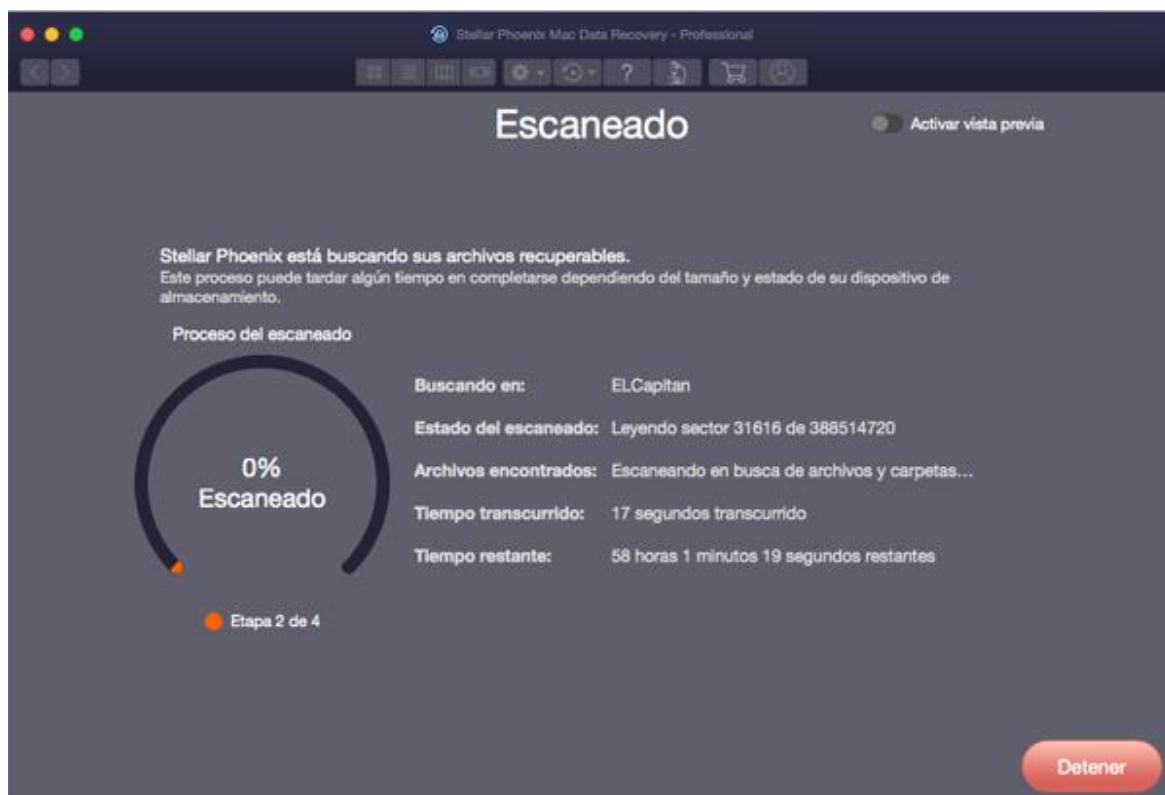 Stellar Phoenix Mac Data Recovery - Professional
?
Escaneado
Activar vista previa
Stellar Phoenix está buscando sus archivos recuperables.
Este proceso puede tardar algún tiempo en completarse dependiendo del tamaño y estado de su dispositivo de
almacenamiento.
Proceso del escaneado
0%
Escaneado
Buscando en: ELCapitan
Estado del escaneado: Leyendo sector 31616 de 388514720
Archivos encontrados: Escaneando en busca de archivos y carpetas...
Tiempo transcurrido: 17 segundos transcurrido
Tiempo restante: 58 horas 1 minutos 19 segundos restantes
Etapa 2 de 4
Detener